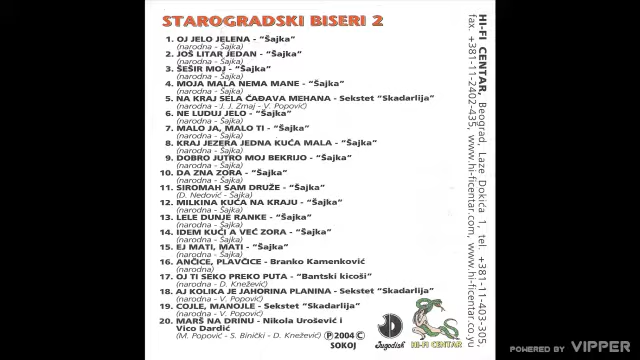 STAROGRADSKI BISERI 2
1. OJ JELO JELENA - "Šajka"
(narodna - Šajka)
2. JOŠ LITAR JEDAN - "Šajka"
(narodna - Šajka)
3. ŠEŠIR MOJ - "Šajka"
(narodna - Šajka)
4. MOJA MALA NEMA MANE - "Šajka"
(narodna - Šajka)
5. NA KRAJ SELA ČAĐAVA MEHANA - Sekstet "Skadarlija"
(narodna - J. J. Zmaj - V. Popović)
6. NE LUDUJ LELO - "Šajka"
(narodna - Šajka)
7. MALO JA, MALO TI - "Šajka"
(narodna - Šajka)
8. KRAJ JEZERA JEDNA KUĆA MALA - "Šajka"
(narodna - Šajka)
9. DOBRO JUTRO MOJ BEKRIJO - "Šajka"
(narodna - Šajka)
10. DA ZNA ZORA - "Šajka"
(narodna - Šajka)
11. SIROMAH SAM DRUŽE - "Šajka"
(D. Nedović - Šajka)
12. MILKINA KUĆA NA KRAJU - "Šajka"
(narodna - Šajka)
13. LELE DUNJE RANKE - "Šajka"
(narodna - Šajka)
14. IDEM KUĆI A VEĆ ZORA - "Šajka"
(narodna - Šajka)
15. EJ MATI, MATI - "Šajka"
(narodna - Šajka)
16. ANČICE, PLAVČICE - Branko Kamenković
(narodna)
17. OJ TI SEKO PREKO PUTA - "Bantski kicoši"
(narodna - D. Knežević)
18. AJ KOLIKA JE JAHORINA PLANINA - Sekstet "Skadarlija"
(narodna - V. Popović)
19. COJLE, MANOJLE - Sekstet "Skadarlija"
(narodna - V. Popović)
20. MARŠ NA DRINU - Nikola Urošević i
Vico Dardić
(M. Popović - S. Binički - D. Knežević)
Ⓟ 2004 Ⓒ
SOKOJ
Jugodisk
HI-FI CENTAR
HI-FI CENTAR, Beograd, Laze Dokića 1, tel. +381-11-403-305,
fax. +381-11-2402-435, www.hi-ficentar.com, www.hi-ficentar.co.yu
POWERED BY VIPPER